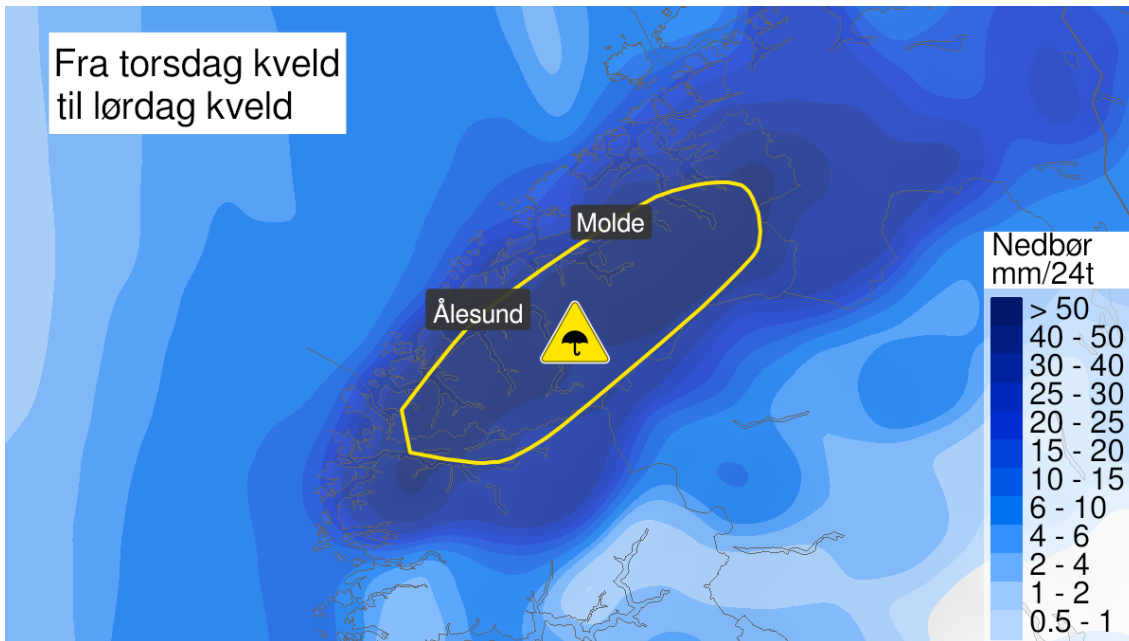 Fra torsdag kveld
til lørdag kveld
Molde
Ålesund
Nedbør
mm/24t
> 50
40 - 50
30 - 40
25 - 30
20 - 25
15 - 20
10 - 15
6 - 10
4 - 6
2 - 4
1 - 2
0.5 - 1